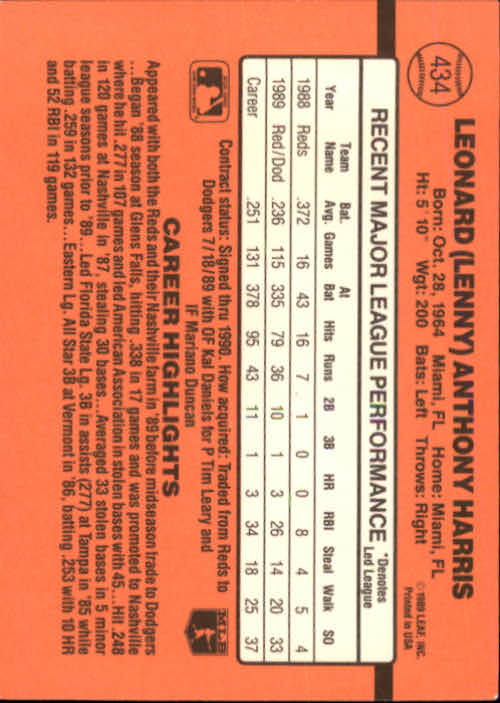 434
LEONARD (LENNY) ANTHONY HARRIS
Born: Oct. 28, 1964 Miami, FL Home: Miami, FL
Ht: 5'10" Wgt: 200 Bats: Left Throws: Right
© 1989 LEAF, INC.
Printed in USA
RECENT MAJOR LEAGUE PERFORMANCE
*Denotes
Led League
Year Team Name Bat. Avg. Games At Bat Hits Runs 2B 3B HR RBI Steal Walk SO
1988 Reds .372 16 43 16 7 1 0 0 8 4 5 4
1989 Red/Dod .236 115 335 79 36 10 1 3 26 14 20 33
Career .251 131 378 95 43 11 1 3 34 18 25 37
Contract status: Signed thru 1990. How acquired: Traded from Reds to
Dodgers 7/18/89 with OF Kal Daniels for P Tim Leary and
IF Mariano Duncan
MLB
CAREER HIGHLIGHTS
Appeared with both the Reds and their Nashville farm in '89 before midseason trade to Dodgers
...Began '88 season at Glens Falls, hitting .338 in 17 games and was promoted to Nashville
where he hit .277 in 107 games and led American Association in stolen bases with 45...Hit .248
in 120 games at Nashville in '87, stealing 30 bases...Averaged 33 stolen bases in 5 minor
league seasons prior to '89...Led Florida State Lg. 3B in assists (277) at Tampa in '85 while
batting .259 in 132 games...Eastern Lg. All Star 3B at Vermont in '86, batting .253 with 10 HR
and 52 RBI in 119 games.